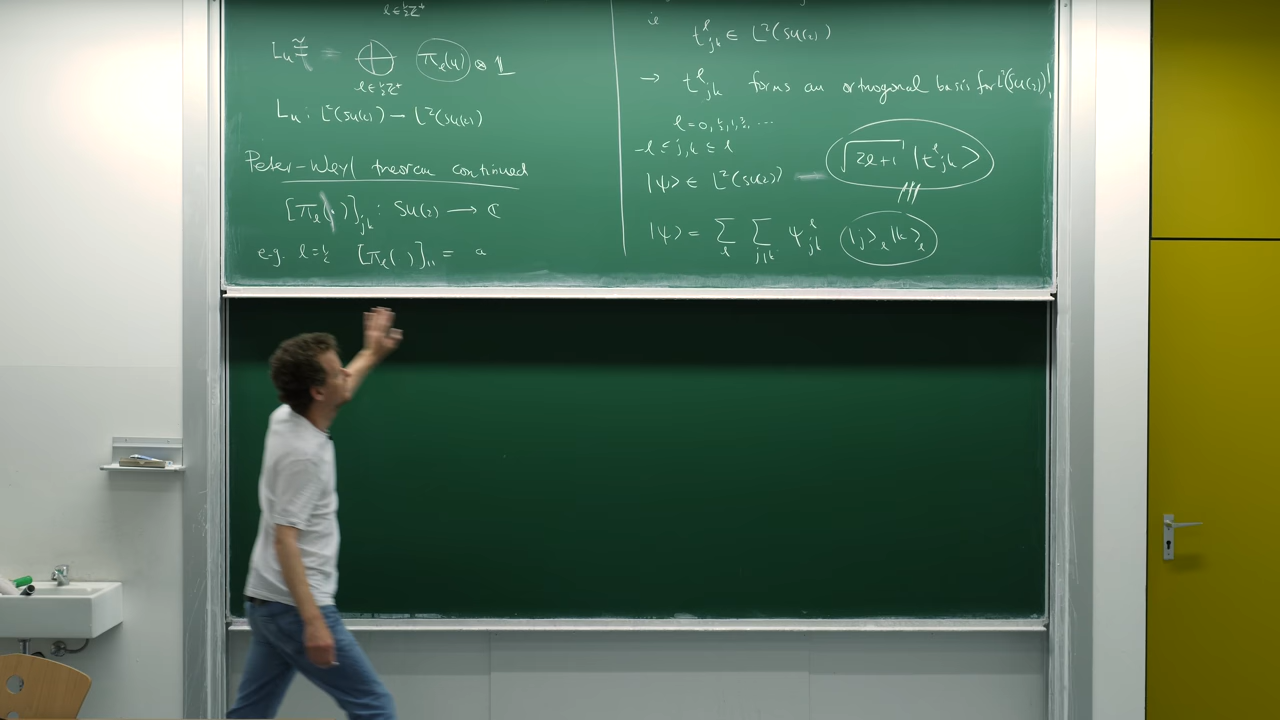 l ∈ ½ℤ⁺
L_u ≅ ⊕ π_l(u) ⊗ 𝟙
l ∈ ½ℤ⁺
L_u : L²(SU(2)) → L²(SU(2))
Peter-Weyl theorem continued
[π_l(·)]_jk : SU(2) → ℂ
e.g. l=½ [π_l( )]_11 = a
ie
t^l_jk ∈ L²(SU(2))
→ t^l_jk forms an orthogonal basis for L²(SU(2))!
l = 0, ½, 1, 3/2, ...
-l ≤ j,k ≤ l
|ψ> ∈ L²(SU(2)) — √(2l+1) |t^l_jk>
|ψ> = Σ_l Σ_j,k ψ^l_jk |j>_l |k>_l